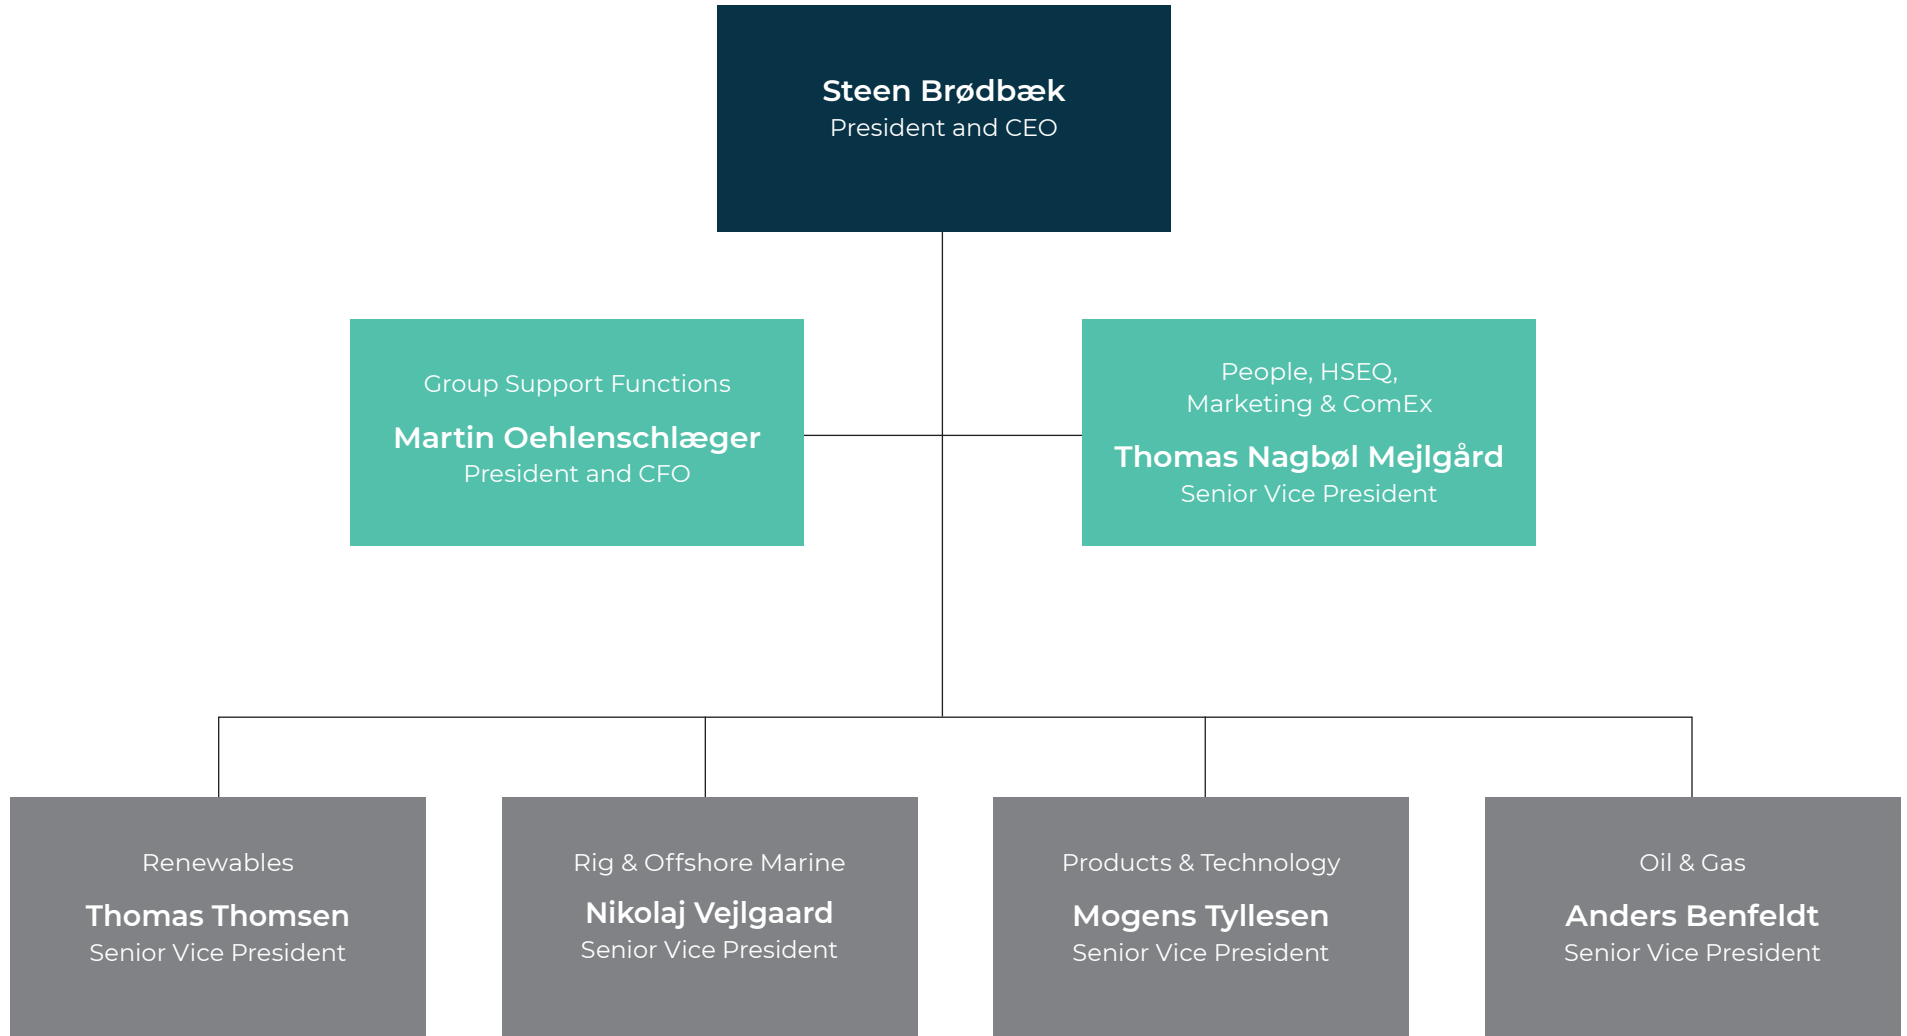 Steen Brødbæk
President and CEO
Group Support Functions
Martin Oehlenschlæger
President and CFO
People, HSEQ,
Marketing & ComEx
Thomas Nagbøl Mejlgård
Senior Vice President
Renewables
Thomas Thomsen
Senior Vice President
Rig & Offshore Marine
Nikolaj Vejlgaard
Senior Vice President
Products & Technology
Mogens Tyllesen
Senior Vice President
Oil & Gas
Anders Benfeldt
Senior Vice President